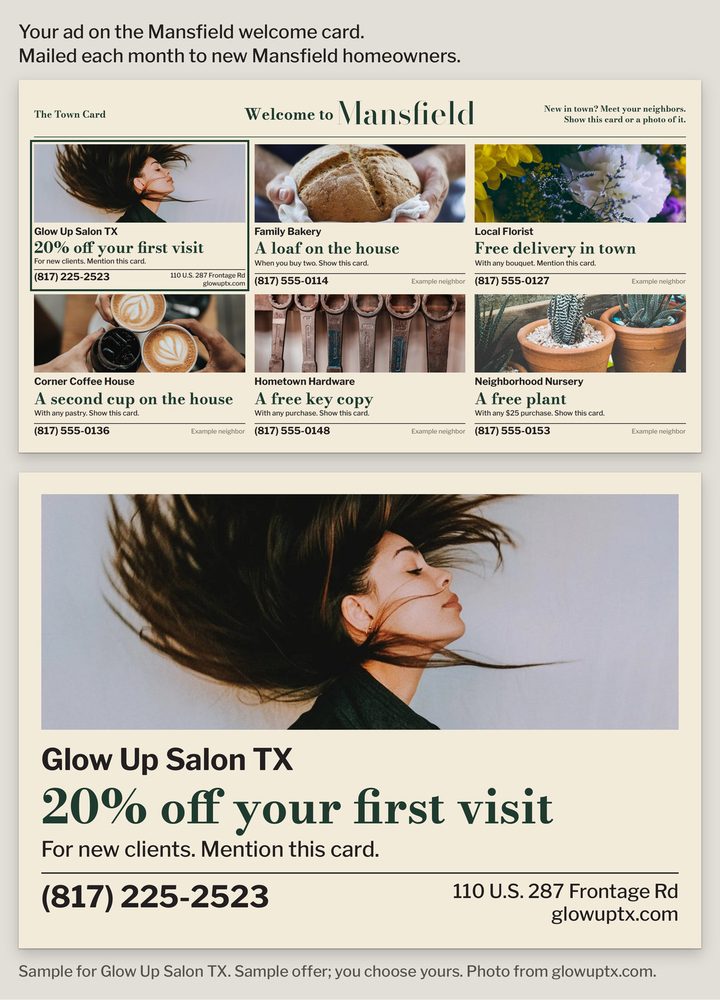 Your ad on the Mansfield welcome card.
Mailed each month to new Mansfield homeowners.
The Town Card
Welcome to Mansfield
New in town? Meet your neighbors.
Show this card or a photo of it.
Glow Up Salon TX
20% off your first visit
For new clients. Mention this card.
(817) 225-2523
110 U.S. 287 Frontage Rd
glowuptx.com
Family Bakery
A loaf on the house
When you buy two. Show this card.
(817) 555-0114
Example neighbor
Local Florist
Free delivery in town
With any bouquet. Mention this card.
(817) 555-0127
Example neighbor
Corner Coffee House
A second cup on the house
With any pastry. Show this card.
(817) 555-0136
Example neighbor
Hometown Hardware
A free key copy
With any purchase. Show this card.
(817) 555-0148
Example neighbor
Neighborhood Nursery
A free plant
With any $25 purchase. Show this card.
(817) 555-0153
Example neighbor
Glow Up Salon TX
20% off your first visit
For new clients. Mention this card.
(817) 225-2523
110 U.S. 287 Frontage Rd
glowuptx.com
Sample for Glow Up Salon TX. Sample offer; you choose yours. Photo from glowuptx.com.